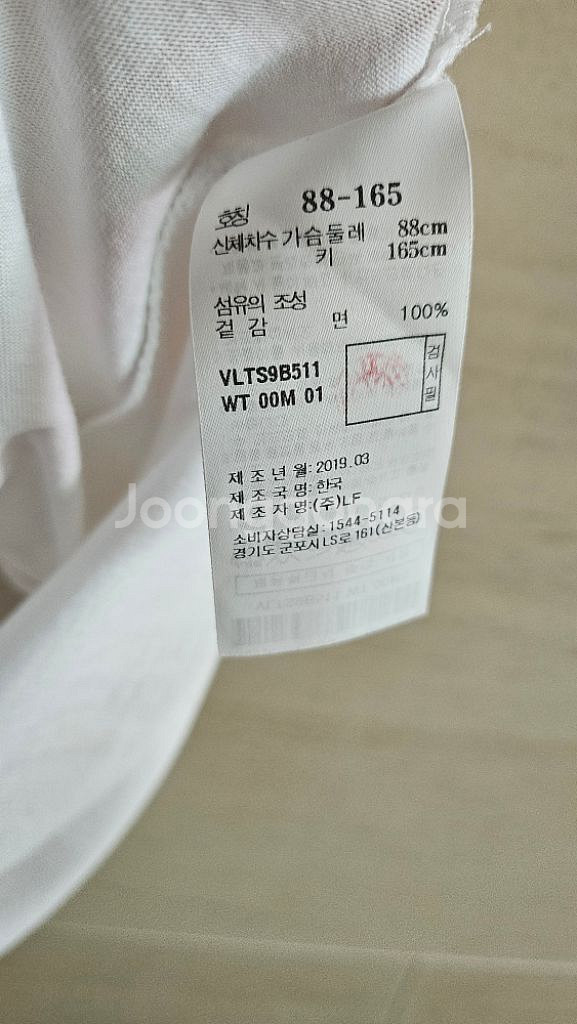 호칭 88-165
신체치수 가슴둘레 88cm
키 165cm
섬유의 조성
겉 감 면 100%
VLTS9B511
WT 00M 01
검사필
제 조 년 월: 2019.03
제 조 국 명: 한국
제 조 자 명:(주)LF
소비자상담실: 1544-5114
경기도 군포시 LS로 161(산본동)
Joonggonara